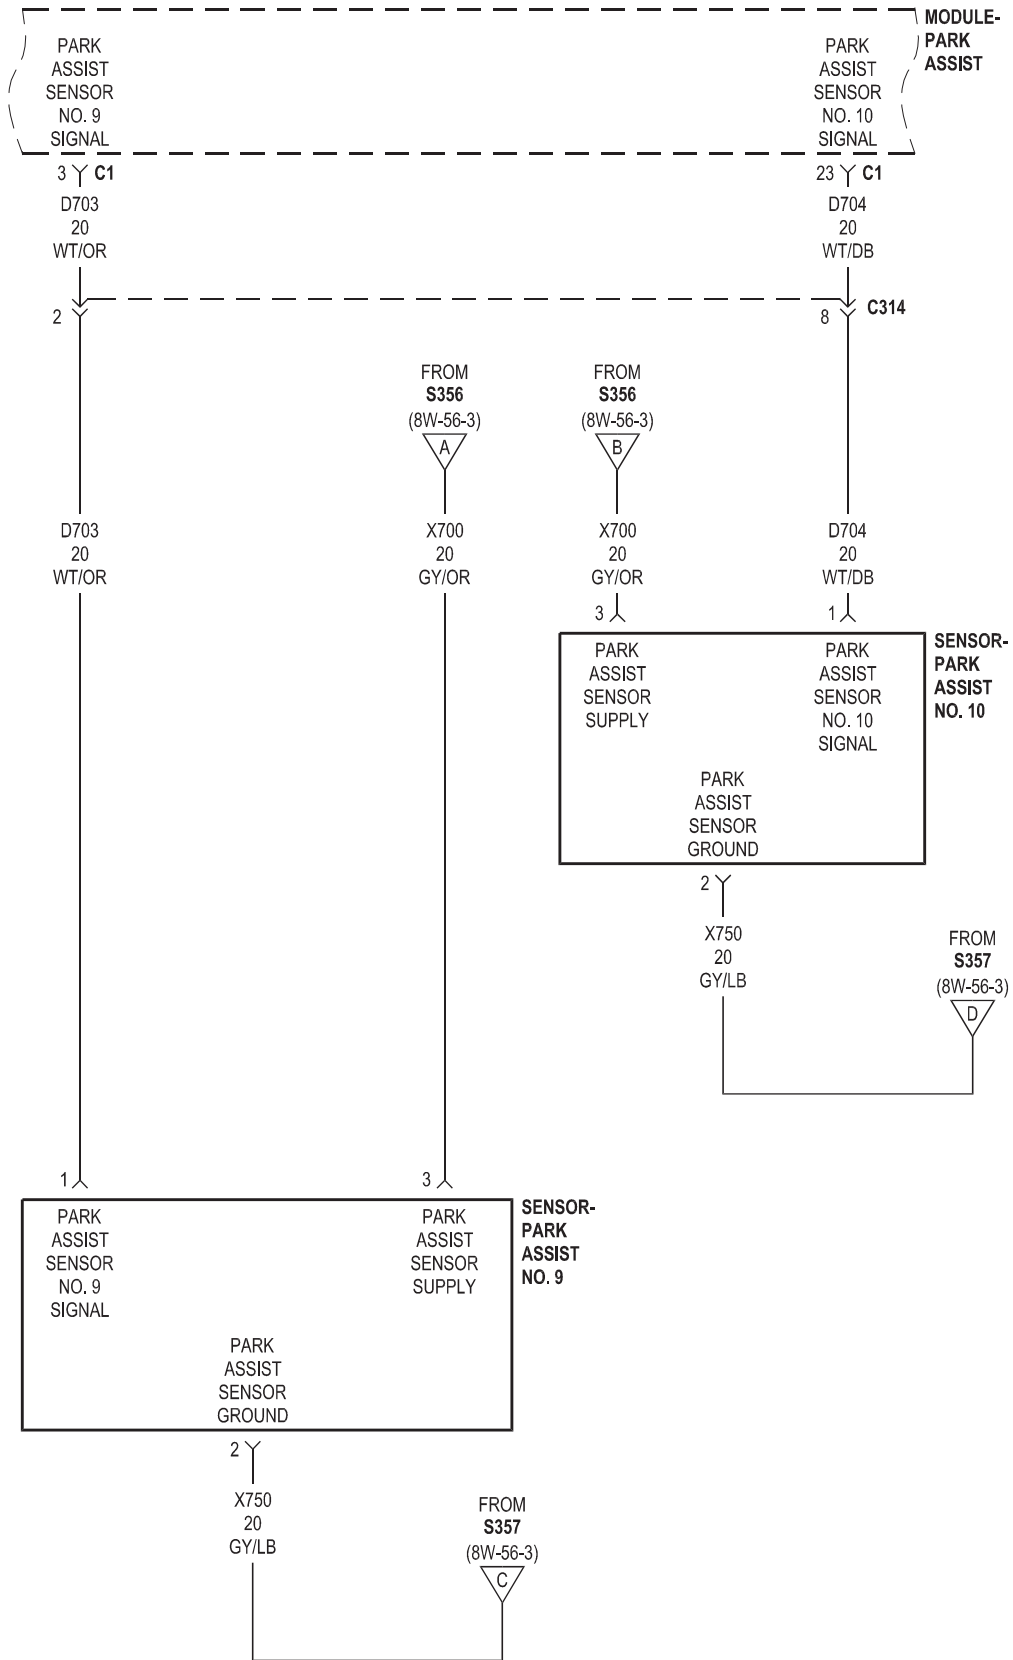 MODULE-
PARK
ASSIST
PARK
ASSIST
SENSOR
NO. 9
SIGNAL
PARK
ASSIST
SENSOR
NO. 10
SIGNAL
3 C1
23 C1
D703
20
WT/OR
D704
20
WT/DB
2
8
C314
FROM
S356
(8W-56-3)
A
FROM
S356
(8W-56-3)
B
D703
20
WT/OR
X700
20
GY/OR
X700
20
GY/OR
D704
20
WT/DB
3
1
SENSOR-
PARK
ASSIST
NO. 10
PARK
ASSIST
SENSOR
SUPPLY
PARK
ASSIST
SENSOR
NO. 10
SIGNAL
PARK
ASSIST
SENSOR
GROUND
2
X750
20
GY/LB
FROM
S357
(8W-56-3)
D
1
3
SENSOR-
PARK
ASSIST
NO. 9
PARK
ASSIST
SENSOR
NO. 9
SIGNAL
PARK
ASSIST
SENSOR
SUPPLY
PARK
ASSIST
SENSOR
GROUND
2
X750
20
GY/LB
FROM
S357
(8W-56-3)
C